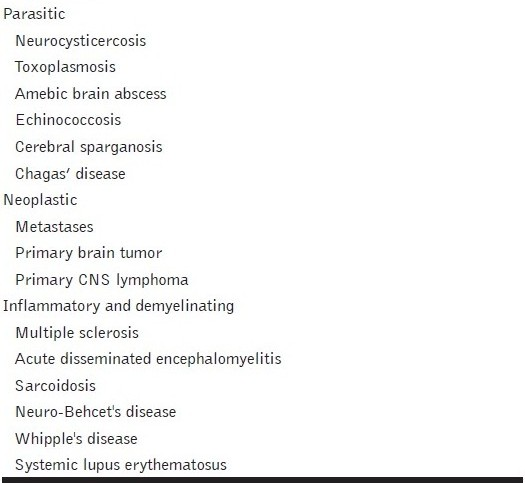 Parasitic
Neurocysticercosis
Toxoplasmosis
Amebic brain abscess
Echinococcosis
Cerebral sparganosis
Chagas’ disease
Neoplastic
Metastases
Primary brain tumor
Primary CNS lymphoma
Inflammatory and demyelinating
Multiple sclerosis
Acute disseminated encephalomyelitis
Sarcoidosis
Neuro-Behcet's disease
Whipple's disease
Systemic lupus erythematosus